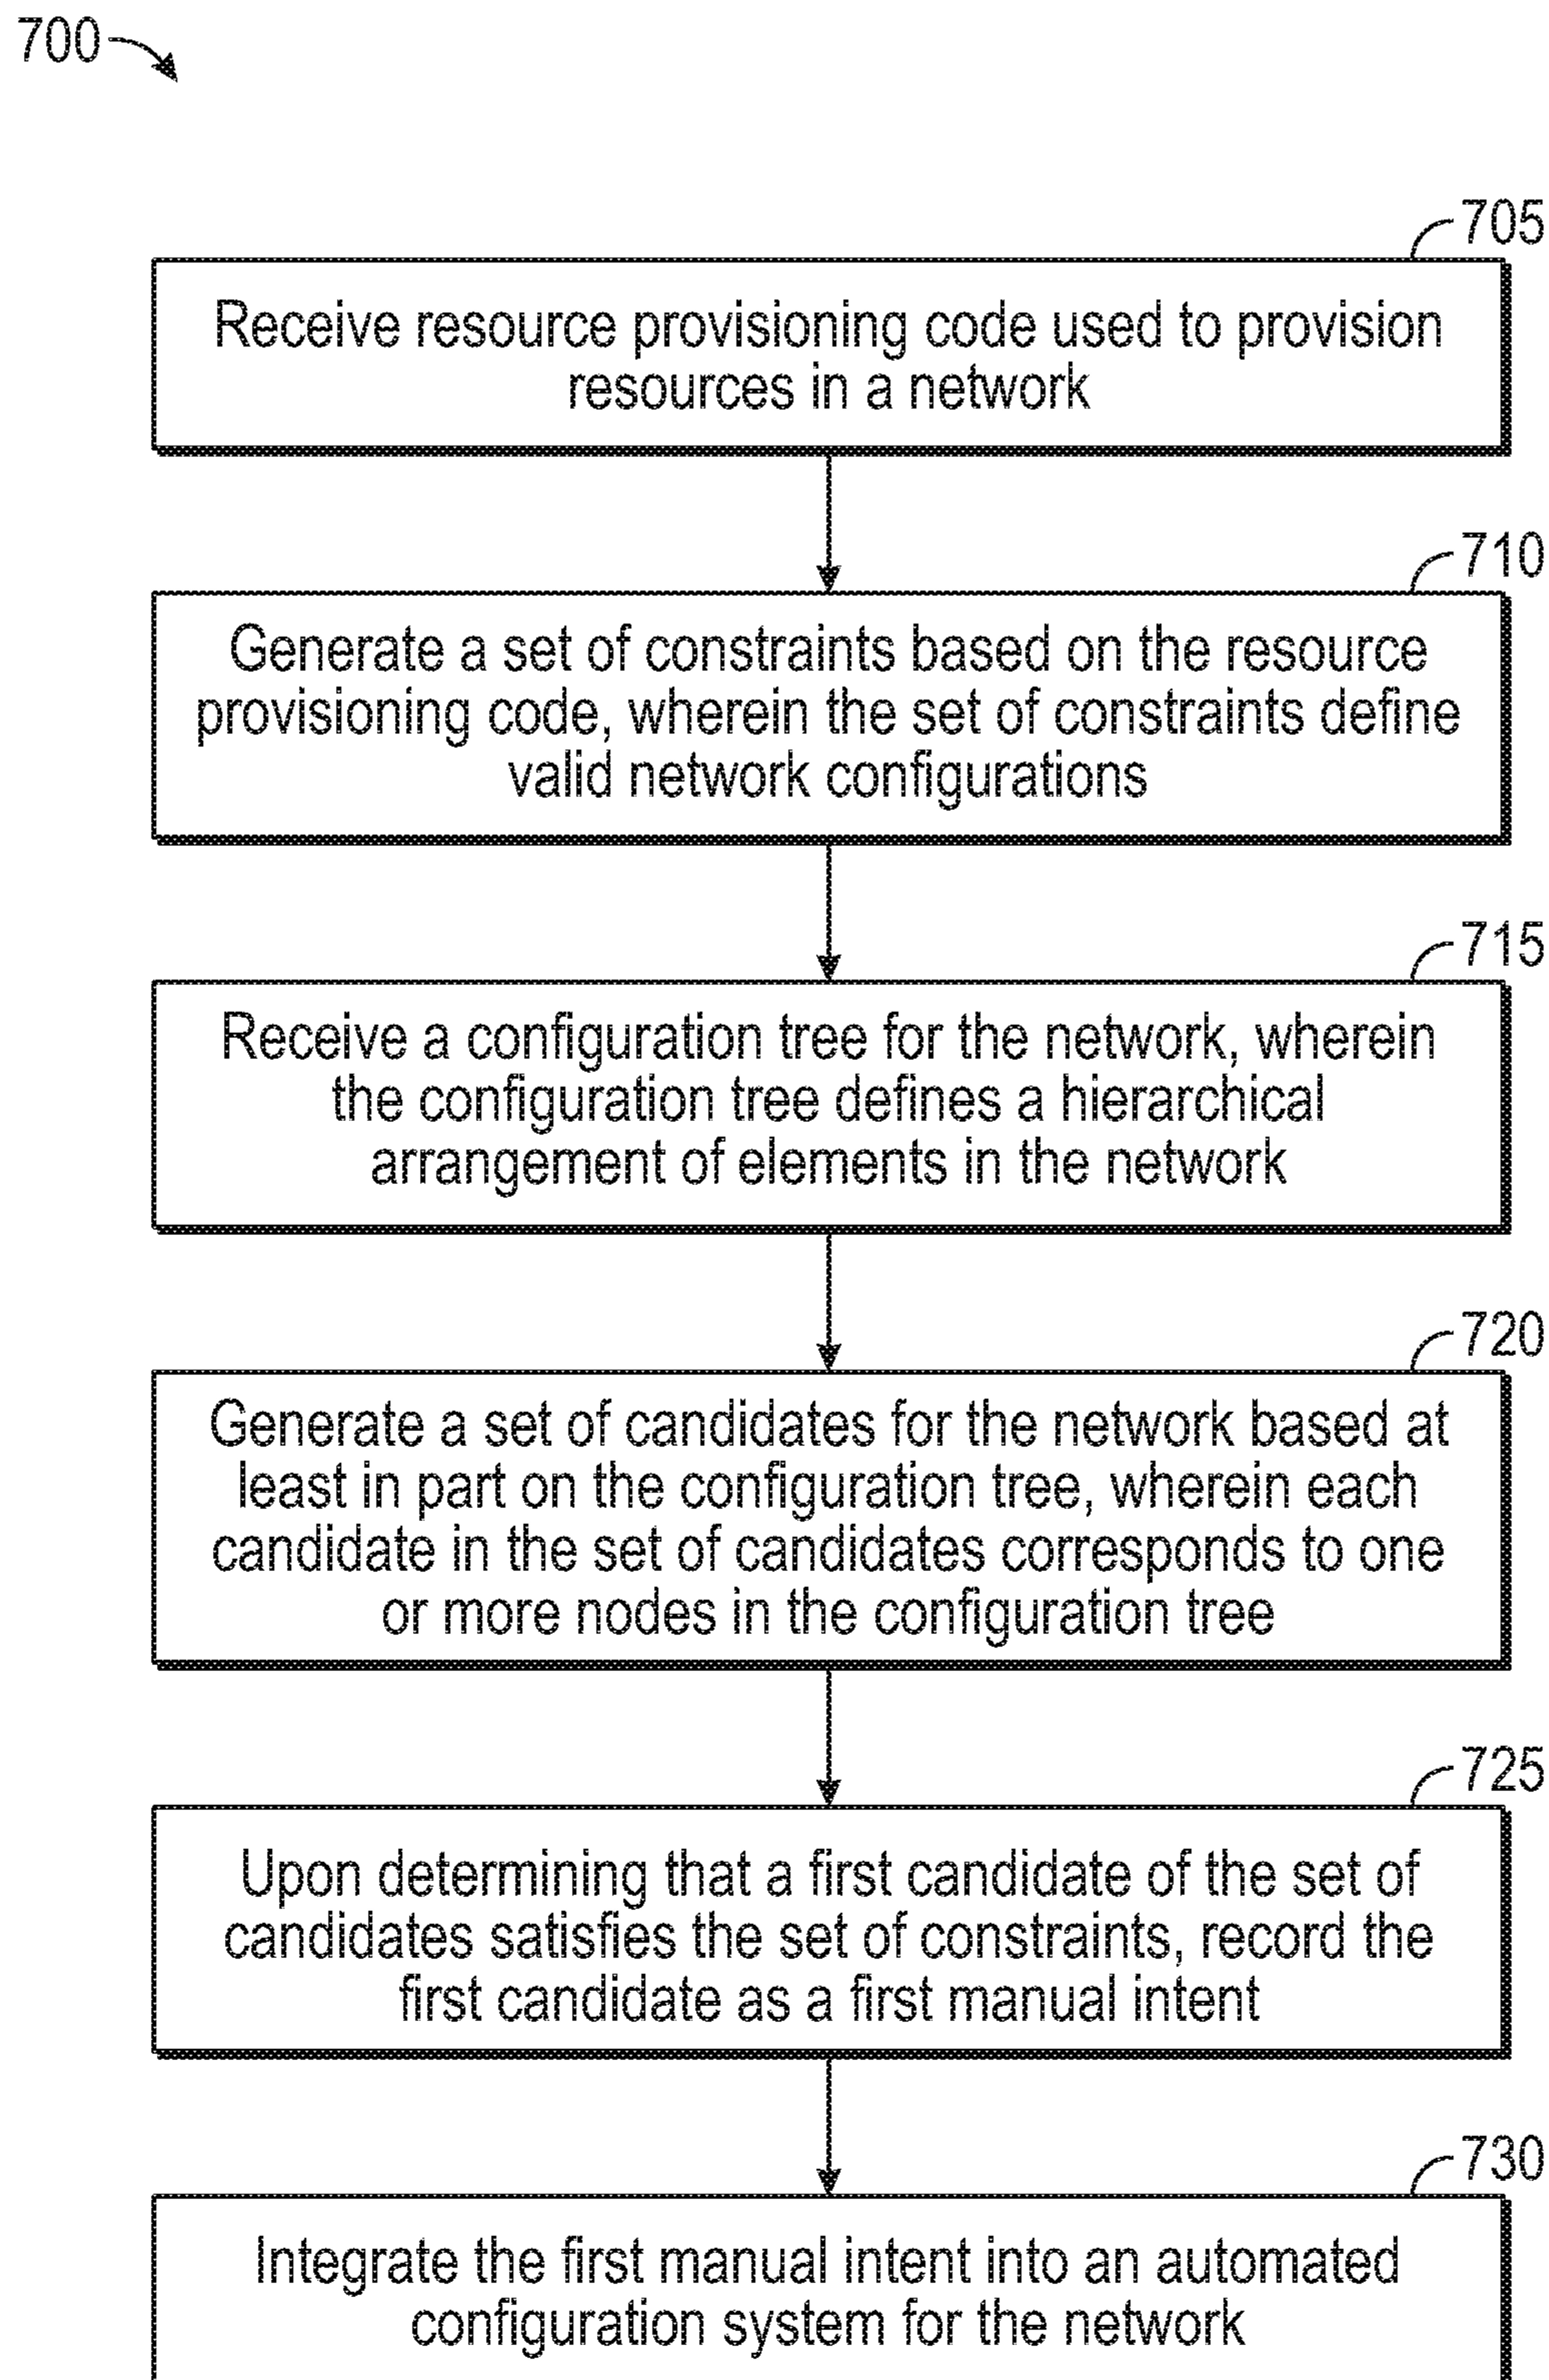 700
705
Receive resource provisioning code used to provision
resources in a network
710
Generate a set of constraints based on the resource
provisioning code, wherein the set of constraints define
valid network configurations
715
Receive a configuration tree for the network, wherein
the configuration tree defines a hierarchical
arrangement of elements in the network
720
Generate a set of candidates for the network based at
least in part on the configuration tree, wherein each
candidate in the set of candidates corresponds to one
or more nodes in the configuration tree
725
Upon determining that a first candidate of the set of
candidates satisfies the set of constraints, record the
first candidate as a first manual intent
730
Integrate the first manual intent into an automated
configuration system for the network